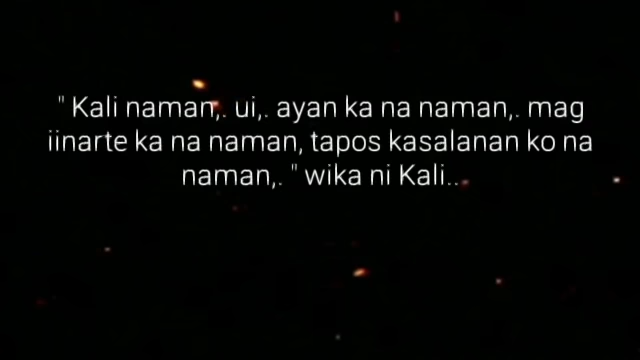 " Kali naman,. ui,. ayan ka na naman,. mag
iinarte ka na naman, tapos kasalanan ko na
naman,. " wika ni Kali..